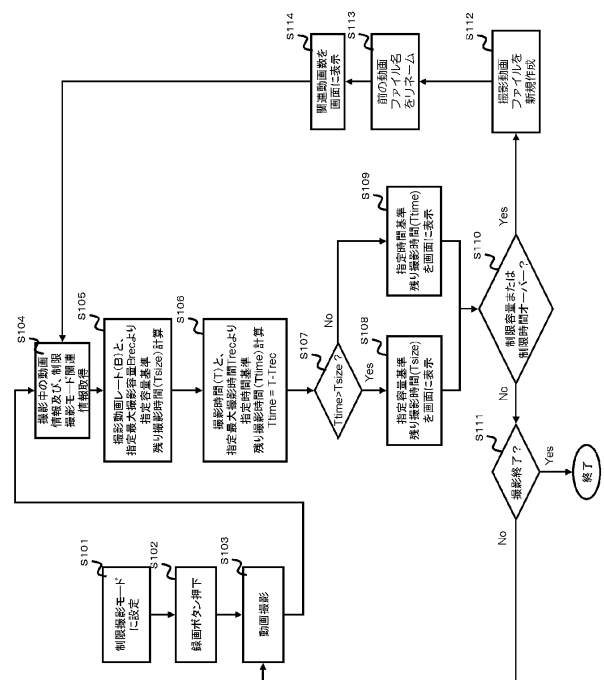 S101
制限撮影モード
に設定
S102
録画ボタン押下
S103
動画撮影
S104
撮影中の動画
情報及び、制限
撮影モード関連
情報取得
S105
撮影動画レート(B)と、
指定最大撮影容量Brecより
指定容量基準
残り撮影時間(Tsize)計算
S106
撮影時間(T)と、
指定最大撮影時間Trecより
指定時間基準
残り撮影時間(Ttime)計算
Ttime = T-Trec
S107
Ttime>Tsize?
No
Yes
S108
指定容量基準
残り撮影時間(Tsize)
を画面に表示
S109
指定時間基準
残り撮影時間(Ttime)
を画面に表示
S110
制限容量または
制限時間オーバー?
Yes
No
S111
撮影終了?
No
Yes
終了
S112
撮影動画
ファイルを
新規作成
S113
前の動画
ファイル名
をリネーム
S114
関連動画数を
画面に表示